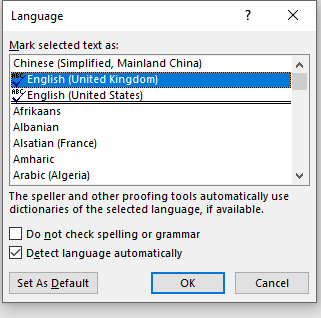 Language
Mark selected text as:
Chinese (Simplified, Mainland China)
ABC English (United Kingdom)
ABC English (United States)
Afrikaans
Albanian
Alsatian (France)
Amharic
Arabic (Algeria)
The speller and other proofing tools automatically use
dictionaries of the selected language, if available.
Do not check spelling or grammar
Detect language automatically
Set As Default OK Cancel